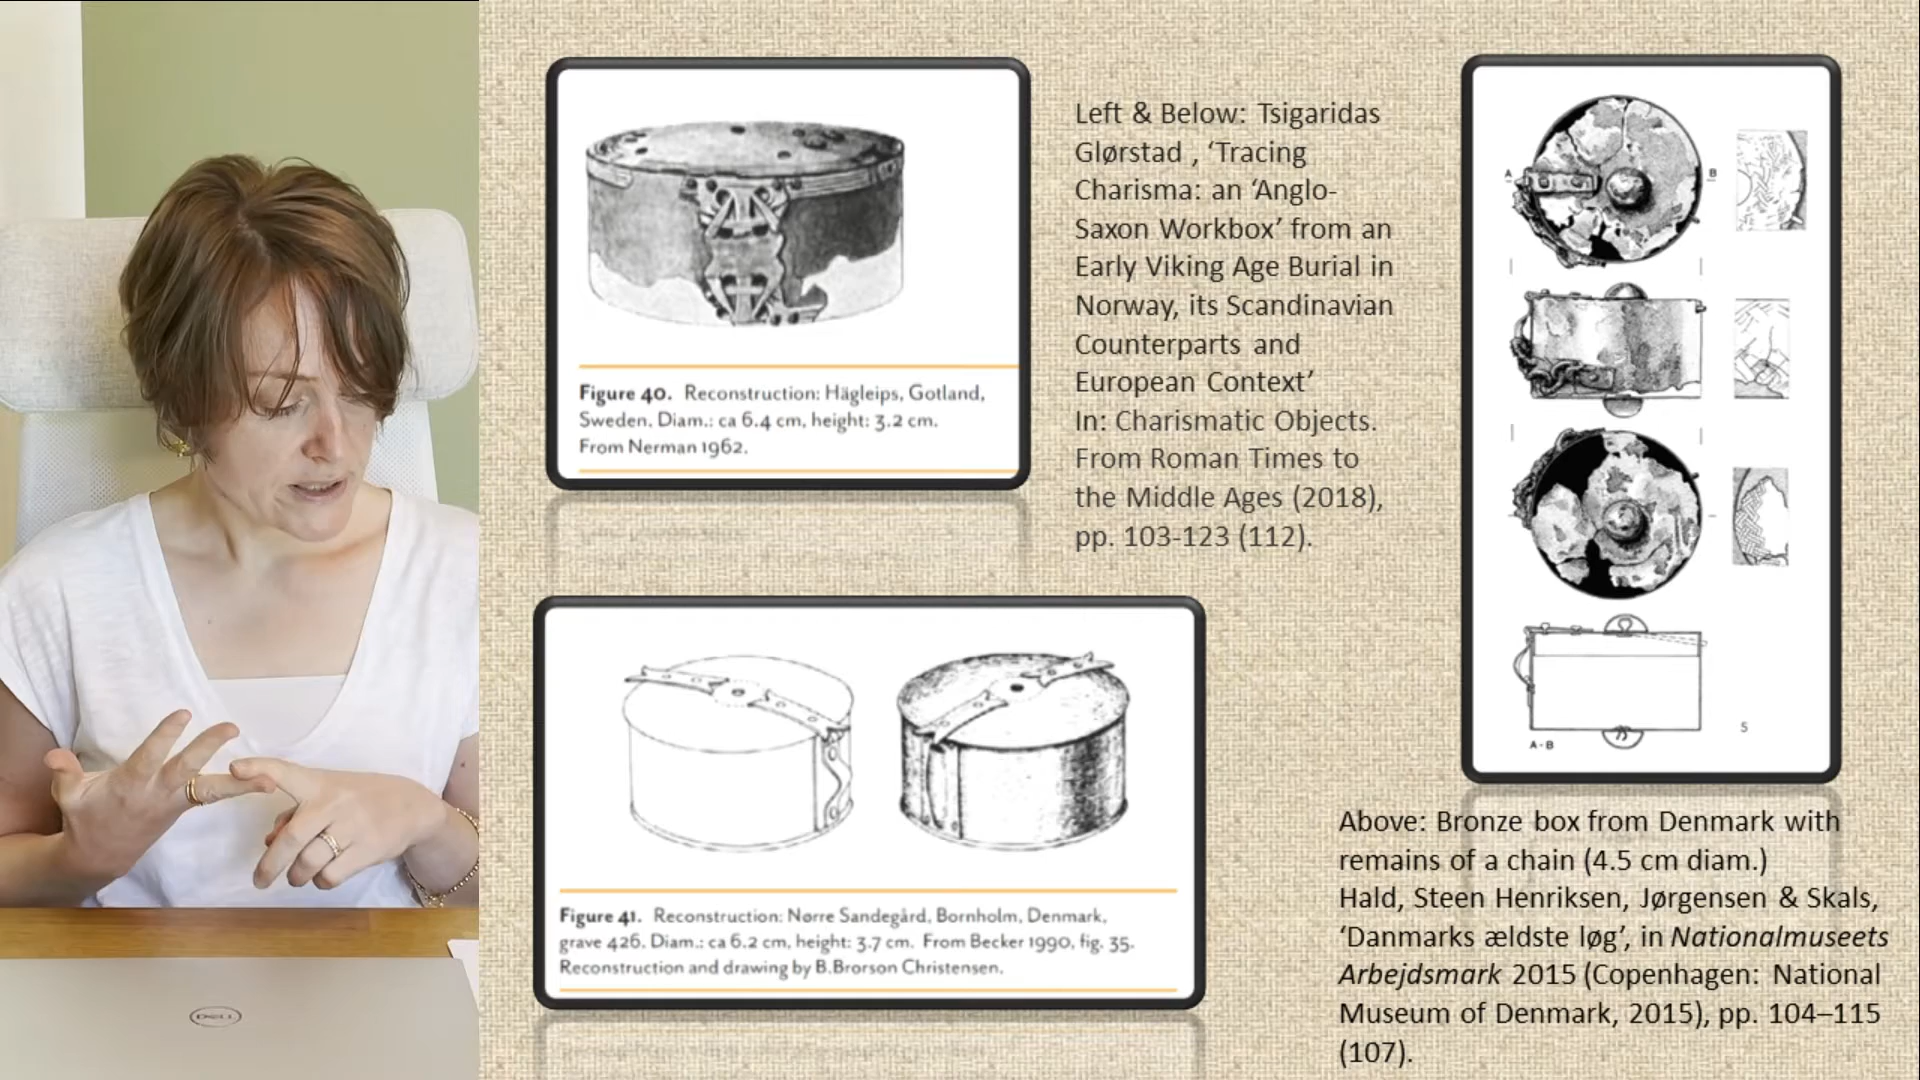 Left & Below: Tsigaridas
Glørstad , ‘Tracing
Charisma: an ‘Anglo-
Saxon Workbox’ from an
Early Viking Age Burial in
Norway, its Scandinavian
Counterparts and
European Context’
In: Charismatic Objects.
From Roman Times to
the Middle Ages (2018),
pp. 103-123 (112).
Figure 40. Reconstruction: Hägleips, Gotland,
Sweden. Diam.: ca 6.4 cm, height: 3.2 cm.
From Nerman 1962.
Figure 41. Reconstruction: Nørre Sandegård, Bornholm, Denmark,
grave 426. Diam.: ca 6.2 cm, height: 3.7 cm. From Becker 1990, fig. 35.
Reconstruction and drawing by B.Brorson Christensen.
A B
5
A-B
Above: Bronze box from Denmark with
remains of a chain (4.5 cm diam.)
Hald, Steen Henriksen, Jørgensen & Skals,
‘Danmarks ældste løg’, in Nationalmuseets
Arbejdsmark 2015 (Copenhagen: National
Museum of Denmark, 2015), pp. 104–115
(107).
DELL